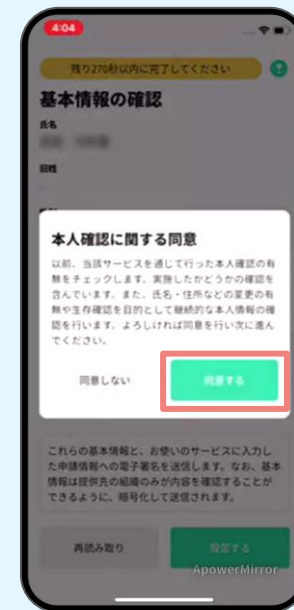 4:04
残り270秒以内に完了してください
?
基本情報の確認
氏名
旧姓
本人確認に関する同意
以前、当該サービスを通じて行った本人確認の有
無をチェックします。実施したかどうかの確認を
含んでいます。また、氏名・住所などの変更の有
無や生存確認を目的として継続的な本人情報の確
認を行います。よろしければ同意を行い次に進ん
でください。
同意しない
同意する
これらの基本情報と、お使いのサービスに入力し
た申請情報への電子署名を送信します。なお、基本
情報は提供先の組織のみが内容を確認することが
できるように、暗号化して送信されます。
再読み取り
設定する
ApowerMirror